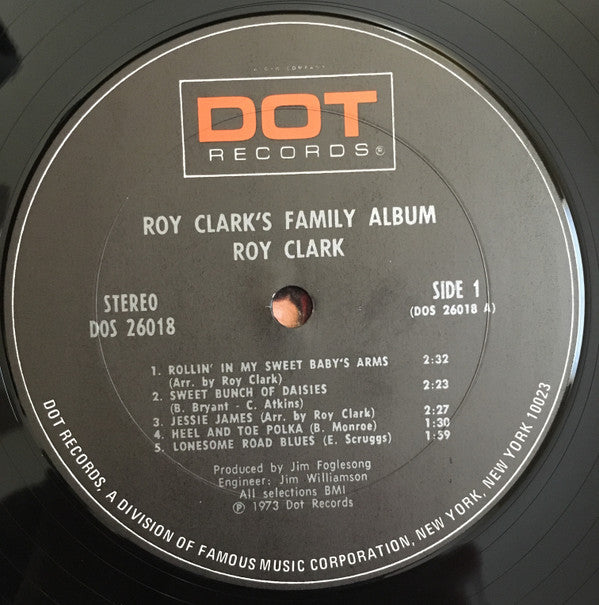 A G+W COMPANY
DOT
RECORDS®
ROY CLARK'S FAMILY ALBUM
ROY CLARK
STEREO
DOS 26018
SIDE 1
(DOS 26018 A)
1. ROLLIN' IN MY SWEET BABY'S ARMS 2:32
(Arr. by Roy Clark)
2. SWEET BUNCH OF DAISIES 2:23
(B. Bryant - C. Atkins)
3. JESSIE JAMES (Arr. by Roy Clark) 2:27
4. HEEL AND TOE POLKA (B. Monroe) 1:30
5. LONESOME ROAD BLUES (E. Scruggs) 1:59
Produced by Jim Foglesong
Engineer: Jim Williamson
All selections BMI
℗ 1973 Dot Records
DOT RECORDS, A DIVISION OF FAMOUS MUSIC CORPORATION, NEW YORK, NEW YORK 10023